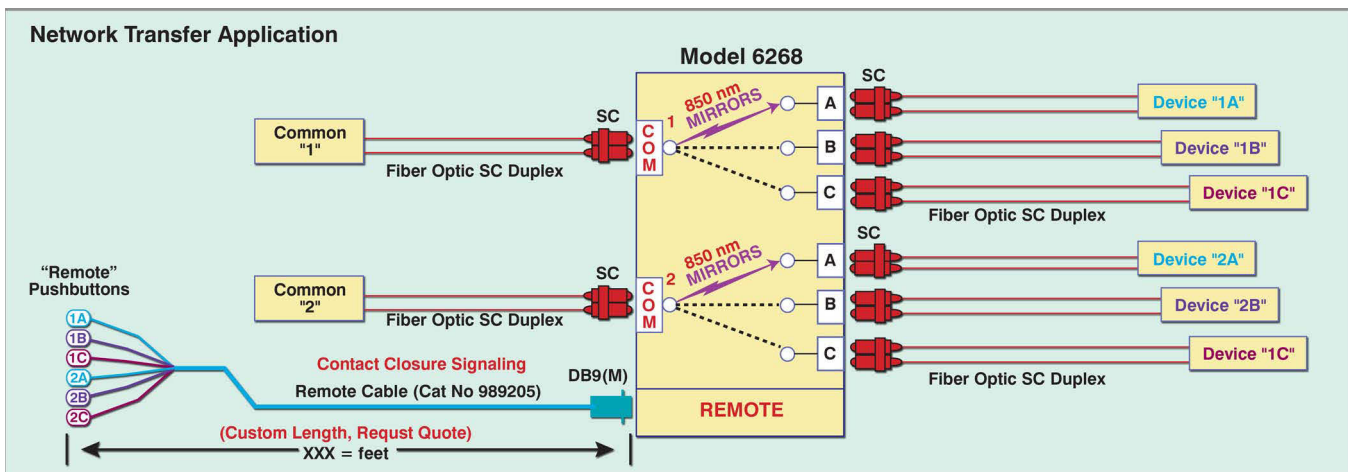 Network Transfer Application
Model 6268
SC
SC
Common
"1"
Fiber Optic SC Duplex
COM
1
850 nm
MIRRORS
A
B
C
Device "1A"
Device "1B"
Device "1C"
Fiber Optic SC Duplex
SC
SC
Common
"2"
Fiber Optic SC Duplex
COM
2
850 nm
MIRRORS
A
B
C
Device "2A"
Device "2B"
Device "1C"
Fiber Optic SC Duplex
“Remote”
Pushbuttons
1A
1B
1C
2A
2B
2C
Contact Closure Signaling
Remote Cable (Cat No 989205)
DB9(M)
REMOTE
(Custom Length, Requst Quote)
XXX = feet